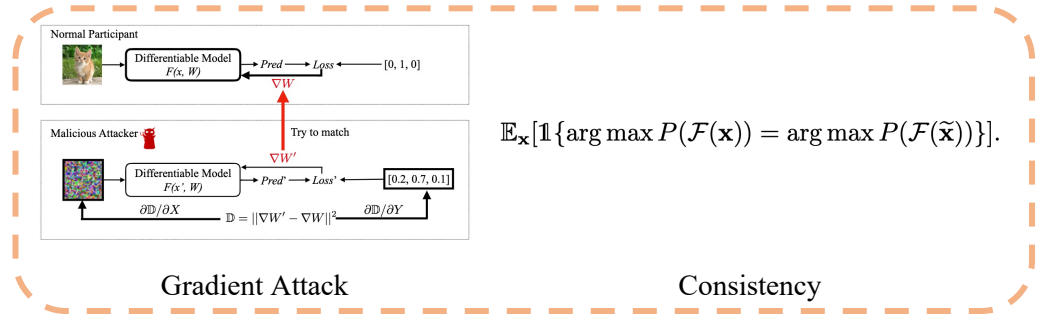 Normal Participant
Differentiable Model
F(x, W)
Pred
Loss
[0, 1, 0]
∇W
Malicious Attacker
Try to match
∇W′
Differentiable Model
F(x', W)
Pred'
Loss'
[0.2, 0.7, 0.1]
∂𝔻/∂X
𝔻 = ||∇W′ − ∇W||²
∂𝔻/∂Y
𝔼ₓ[𝟙{arg max P(ℱ(𝐱)) = arg max P(ℱ(𝐱̃))}].
Gradient Attack
Consistency